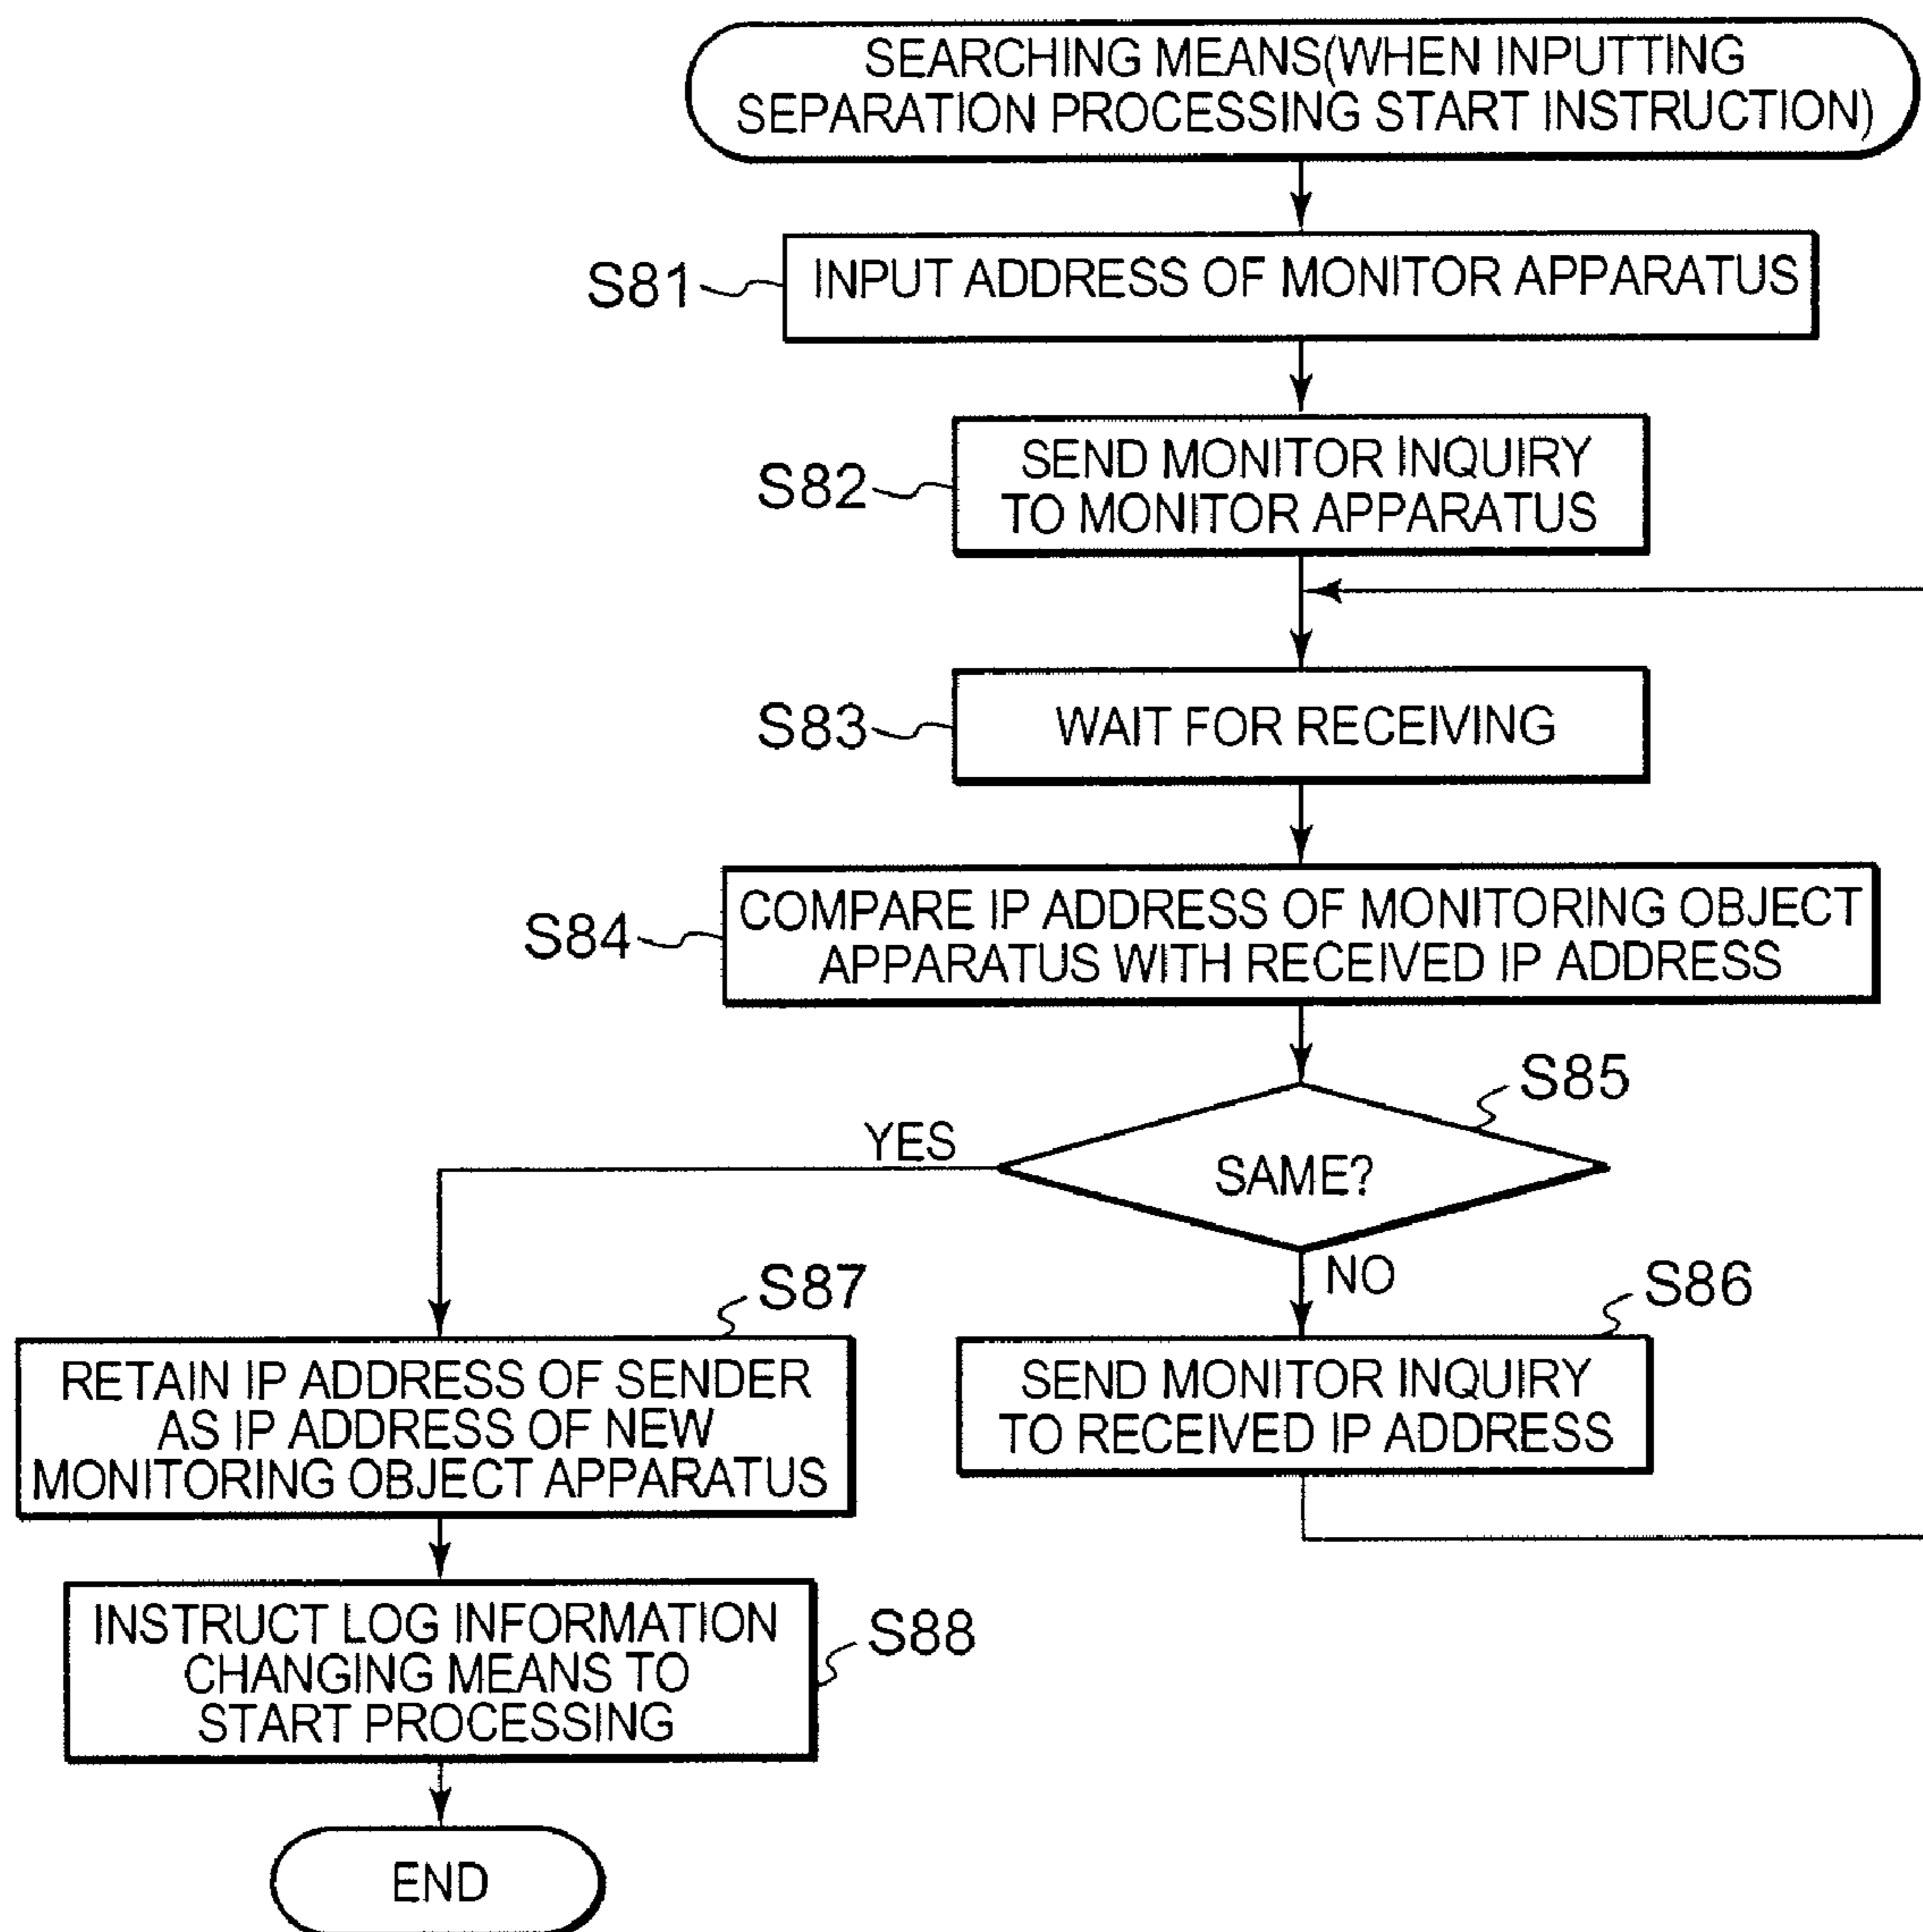 SEARCHING MEANS(WHEN INPUTTING
SEPARATION PROCESSING START INSTRUCTION)
S81
INPUT ADDRESS OF MONITOR APPARATUS
S82
SEND MONITOR INQUIRY
TO MONITOR APPARATUS
S83
WAIT FOR RECEIVING
S84
COMPARE IP ADDRESS OF MONITORING OBJECT
APPARATUS WITH RECEIVED IP ADDRESS
S85
SAME?
YES
NO
S86
SEND MONITOR INQUIRY
TO RECEIVED IP ADDRESS
S87
RETAIN IP ADDRESS OF SENDER
AS IP ADDRESS OF NEW
MONITORING OBJECT APPARATUS
S88
INSTRUCT LOG INFORMATION
CHANGING MEANS TO
START PROCESSING
END